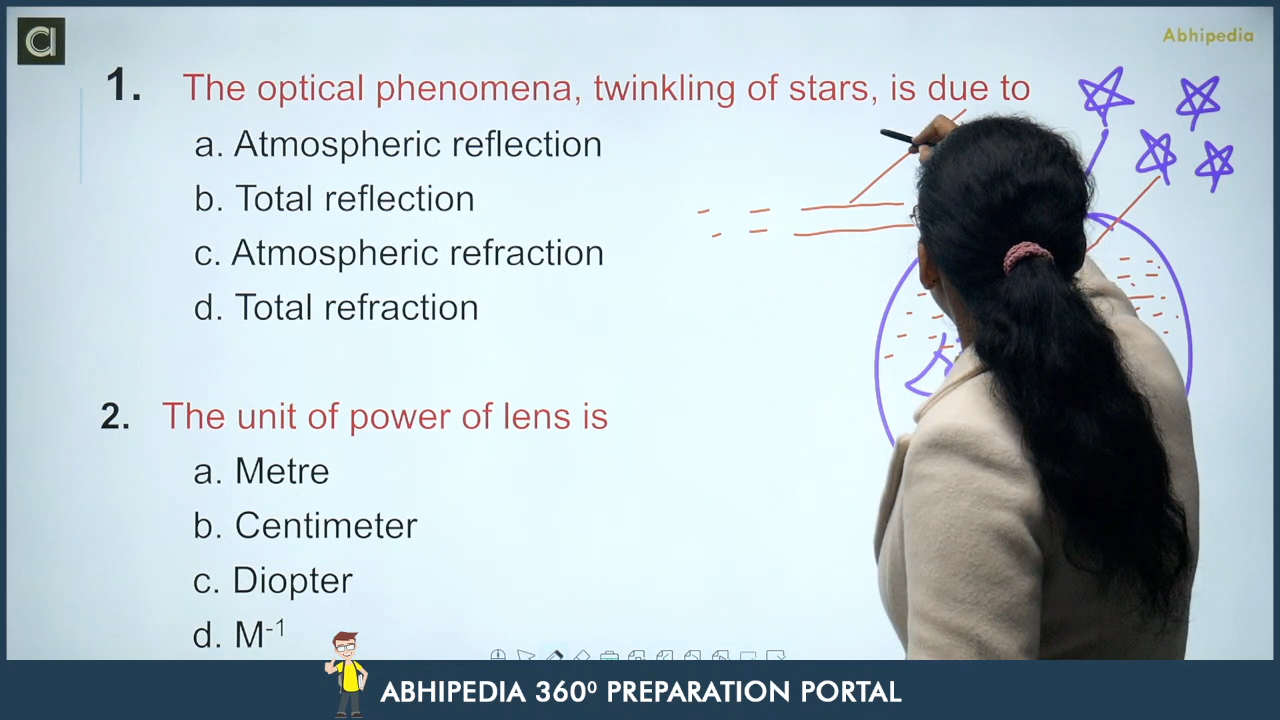 Abhipedia
1. The optical phenomena, twinkling of stars, is due to
a. Atmospheric reflection
b. Total reflection
c. Atmospheric refraction
d. Total refraction
2. The unit of power of lens is
a. Metre
b. Centimeter
c. Diopter
d. M⁻¹
ABHIPEDIA 360⁰ PREPARATION PORTAL